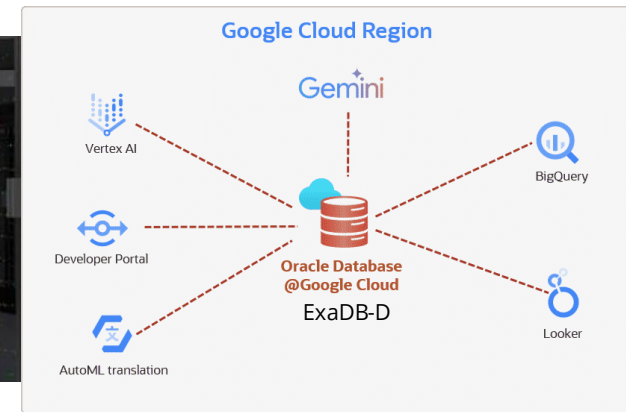 Google Cloud Region
Gemini
Vertex AI
BigQuery
Developer Portal
Oracle Database
@Google Cloud
ExaDB-D
Looker
AutoML translation